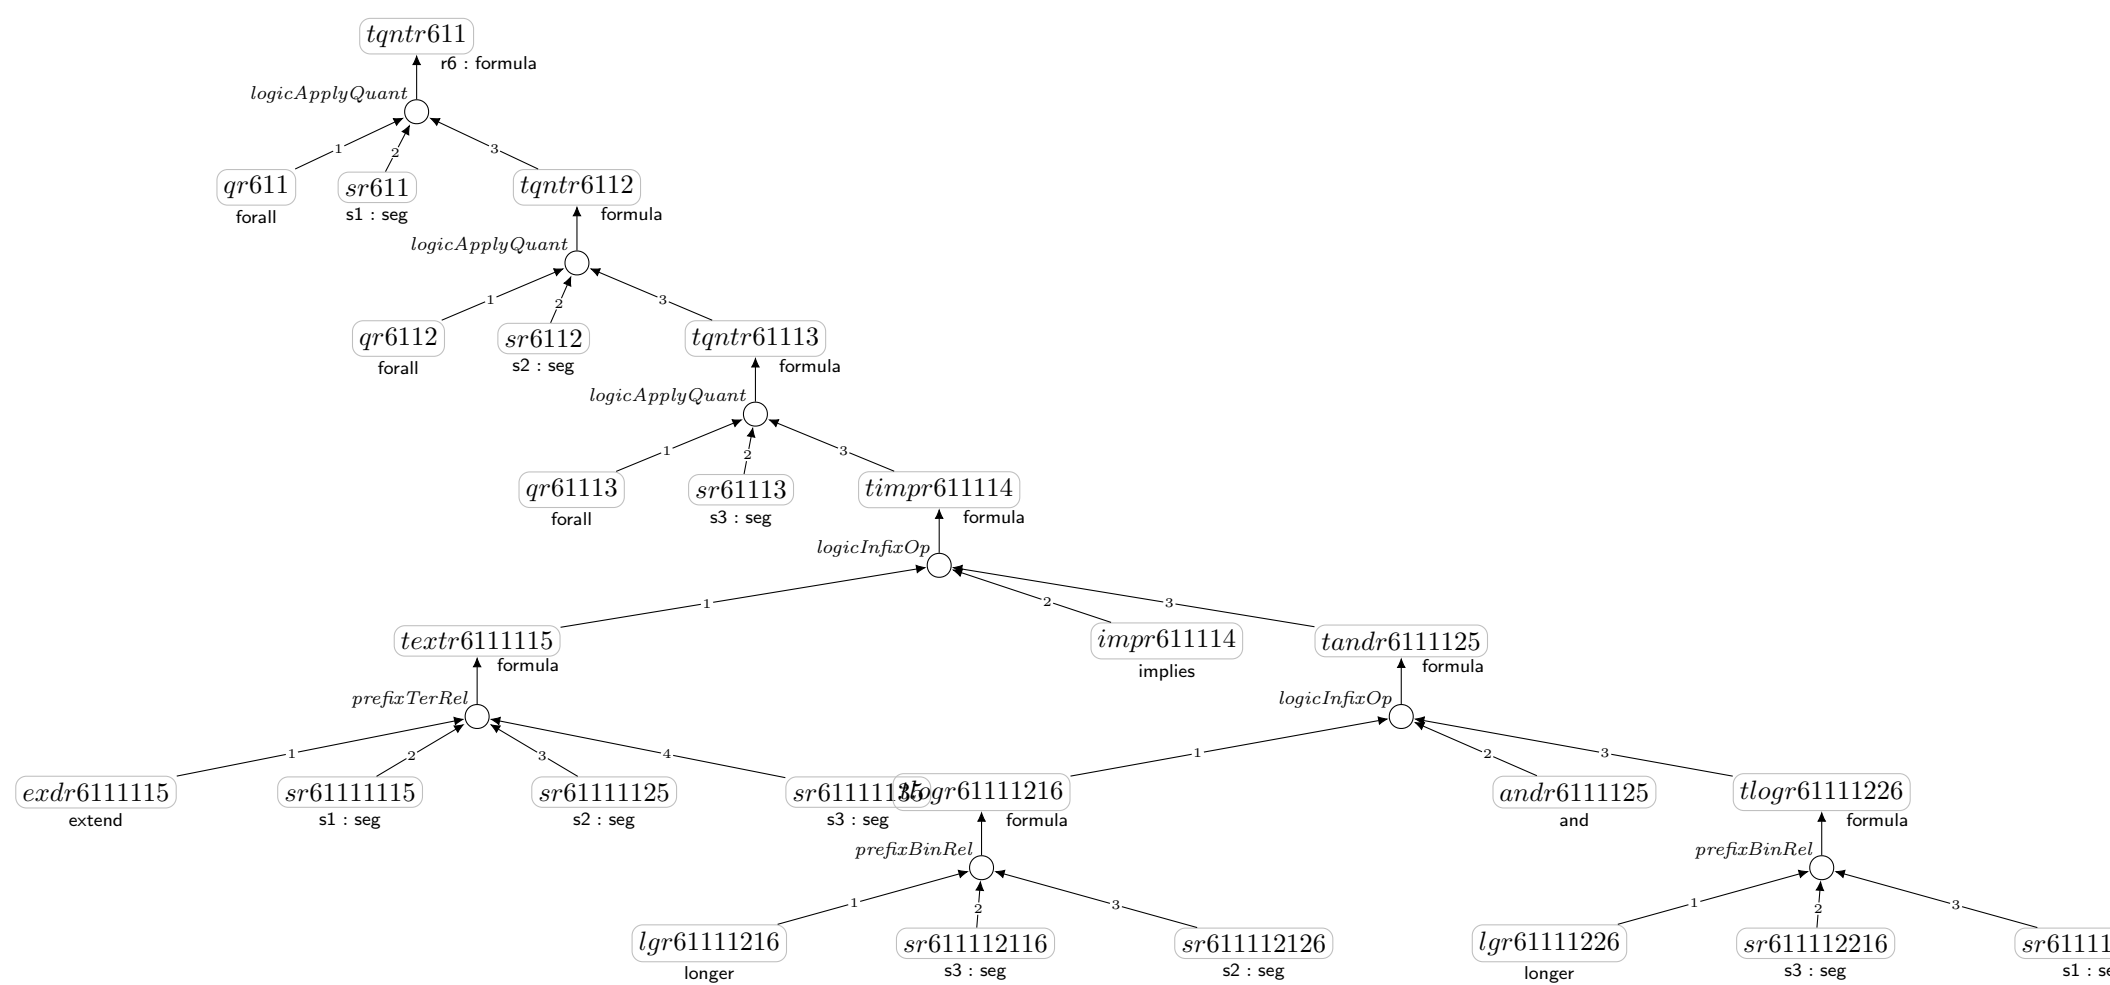 tqntr611
r6 : formula
logicApplyQuant
1 2 3
qr611 sr611 tqntr6112
forall s1 : seg formula
logicApplyQuant
1 2 3
qr6112 sr6112 tqntr61113
forall s2 : seg formula
logicApplyQuant
1 2 3
qr61113 sr61113 timpr611114
forall s3 : seg formula
logicInfixOp
1 2 3
textr6111115 impr611114 tandr6111125
formula implies formula
prefixTerRel logicInfixOp
1 2 3 4 1 2 3
exdr6111115 sr61111115 sr61111125 sr61111135 tlogr61111216 andr6111125 tlogr61111226
extend s1 : seg s2 : seg s3 : seg formula and formula
prefixBinRel prefixBinRel
1 2 3 1 2 3
lgr61111216 sr611112116 sr611112126 lgr61111226 sr611112216
longer s3 : seg s2 : seg longer s3 : seg